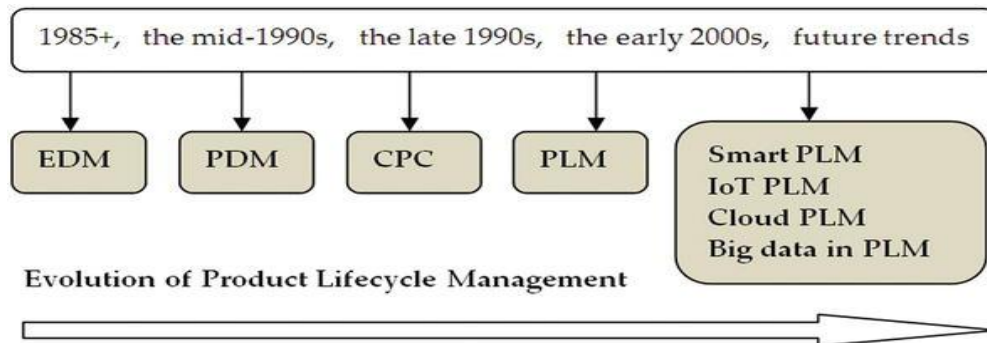 1985+, the mid-1990s, the late 1990s, the early 2000s, future trends
EDM
PDM
CPC
PLM
Smart PLM
IoT PLM
Cloud PLM
Big data in PLM
Evolution of Product Lifecycle Management